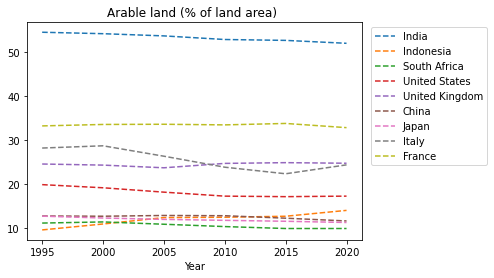 Arable land (% of land area)
50
40
30
20
10
1995 2000 2005 2010 2015 2020
Year
India
Indonesia
South Africa
United States
United Kingdom
China
Japan
Italy
France